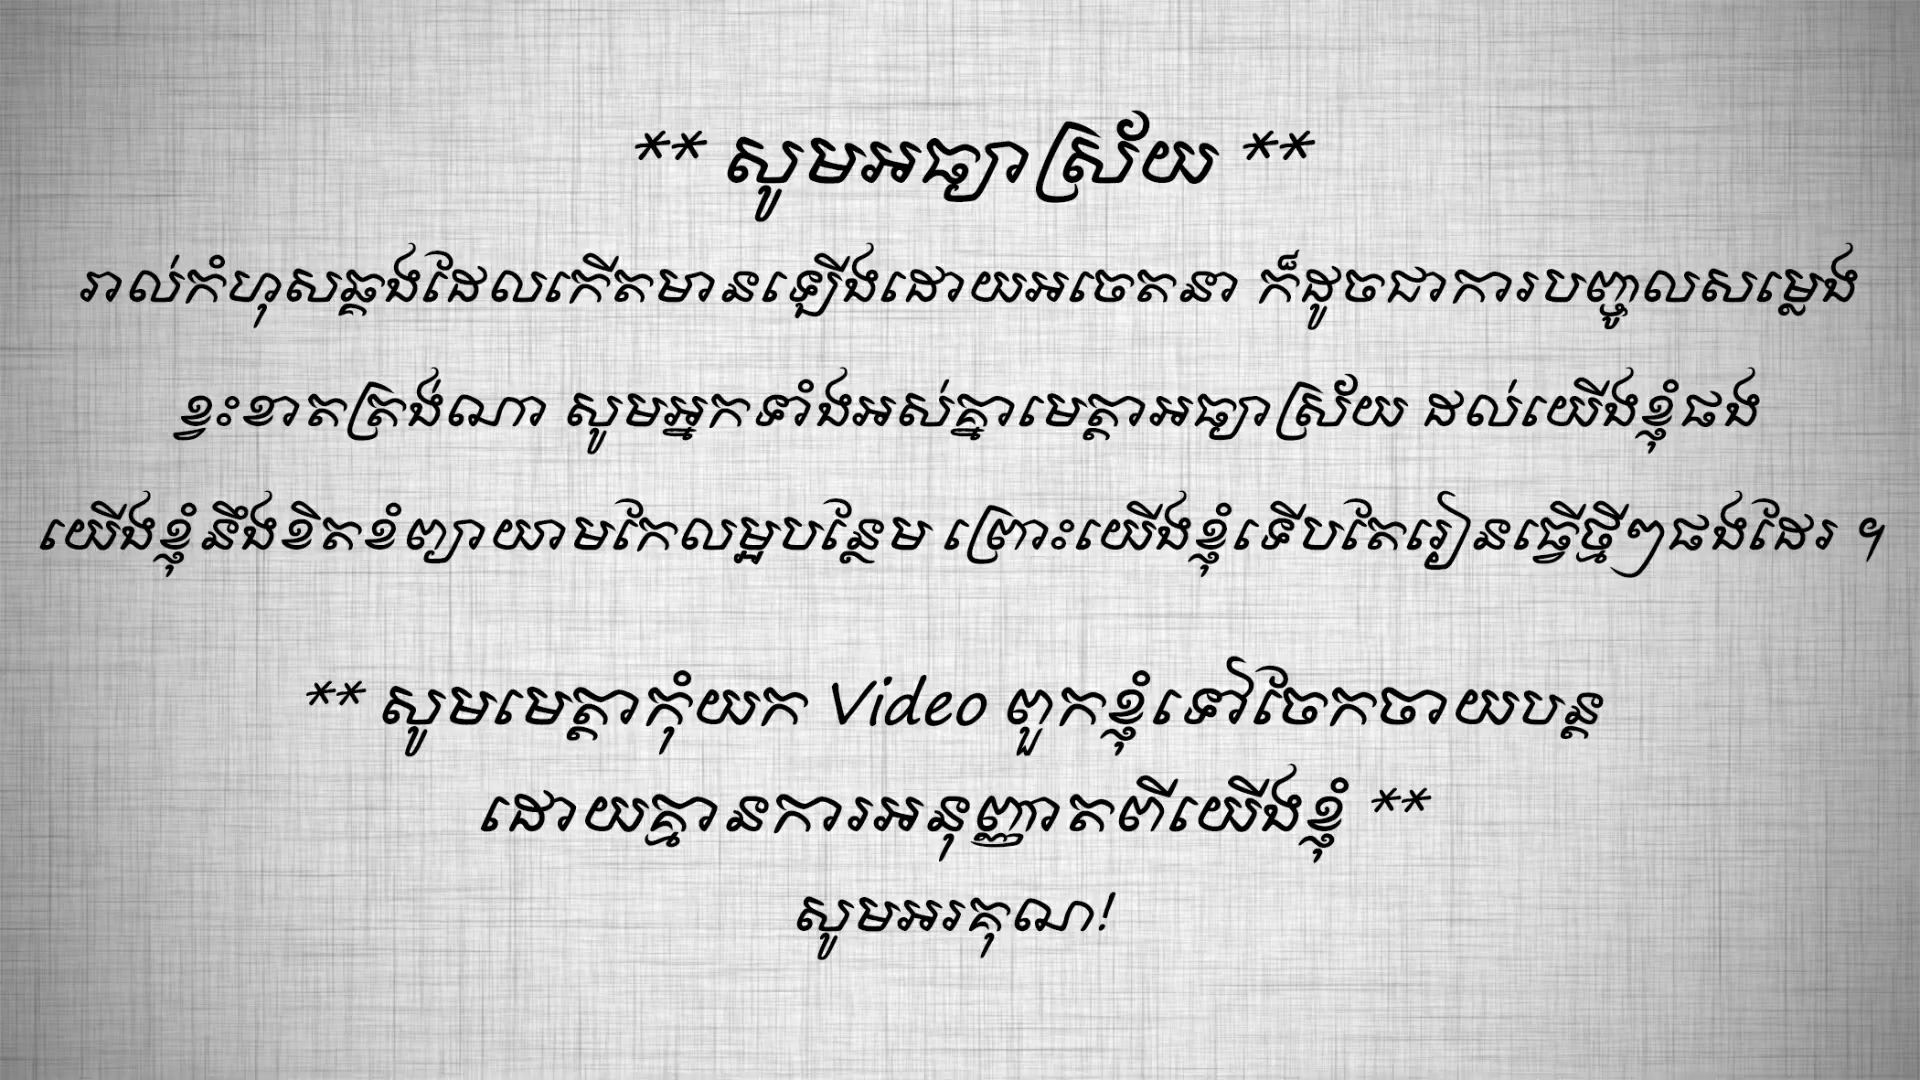 ** សូមអធ្យាស្រ័យ **
រាល់កំហុសឆ្គងដែលកើតមានឡើងដោយអចេតនា ក៏ដូចជាការបញ្ចូលសម្លេង
ខ្វះខាតត្រង់ណា សូមអ្នកទាំងអស់គ្នាមេត្តាអធ្យាស្រ័យ ដល់យើងខ្ញុំផង
យើងខ្ញុំនឹងខិតខំព្យាយាមកែលម្អបន្ថែម ព្រោះយើងខ្ញុំទើបតែរៀនធ្វើថ្មីៗផងដែរ ។
** សូមមេត្តាកុំយក Video ពួកខ្ញុំទៅចែកចាយបន្ត
ដោយគ្មានការអនុញ្ញាតពីយើងខ្ញុំ **
សូមអរគុណ!